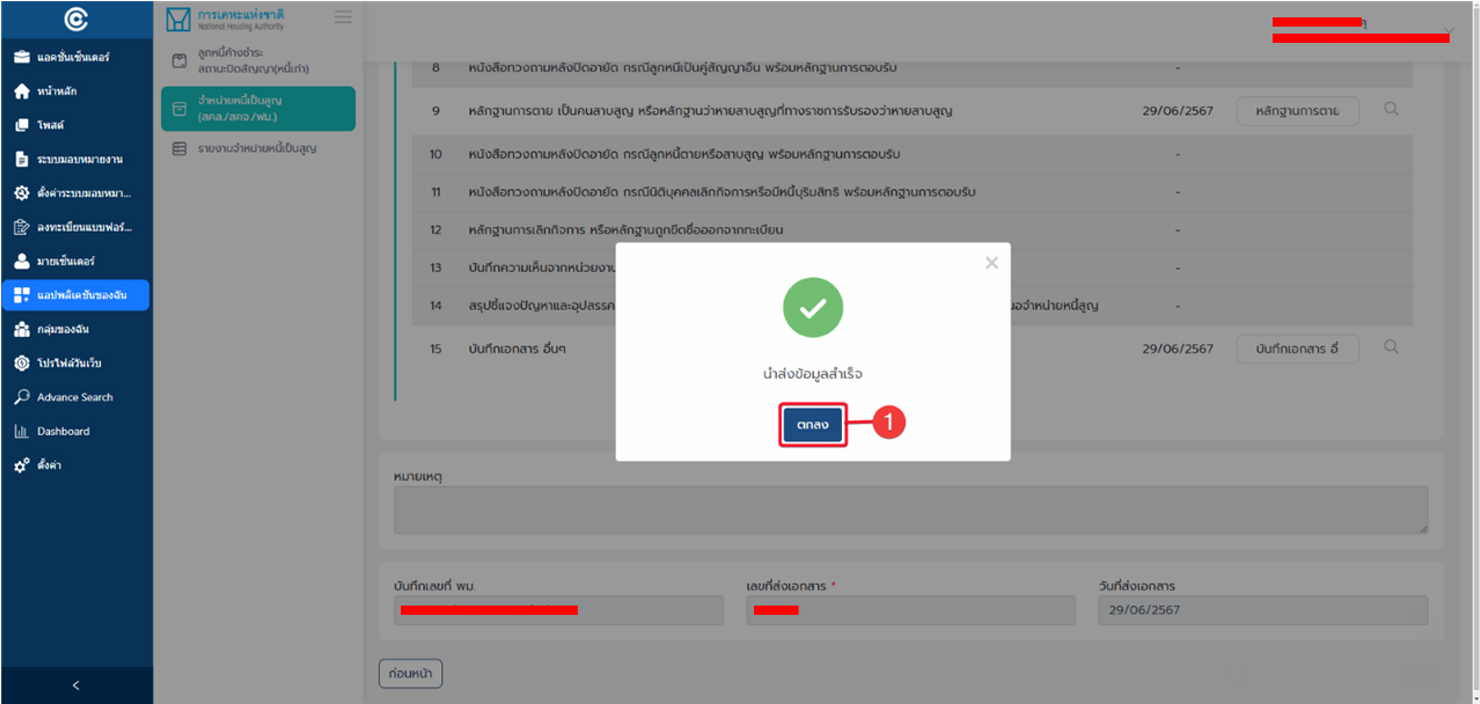 แอคชั่นเซ็นเตอร์
หน้าหลัก
โพสต์
ระบบมอบหมายงาน
ตั้งค่าระบบมอบหมา...
ลงทะเบียนแบบฟอร์...
มายเซ็นเตอร์
แอปพลิเคชันของฉัน
กลุ่มของฉัน
โปรไฟล์วันเว็บ
Advance Search
Dashboard
ตั้งค่า
<
การเคหะแห่งชาติ
National Housing Authority
ลูกหนี้ค้างชำระ
สถานะปิดสัญญา(หนี้เก่า)
จำหน่ายหนี้เป็นสูญ
(สคล./สคจ./พม.)
รายงานจำหน่ายหนี้เป็นสูญ
8 หนังสือทวงถามหลังปิดอายัด กรณีลูกหนี้เป็นคู่สัญญาอื่น พร้อมหลักฐานการตอบรับ -
9 หลักฐานการตาย เป็นคนสาบสูญ หรือหลักฐานว่าหายสาบสูญที่ทางราชการรับรองว่าหายสาบสูญ 29/06/2567 หลักฐานการตาย
10 หนังสือทวงถามหลังปิดอายัด กรณีลูกหนี้ตายหรือสาบสูญ พร้อมหลักฐานการตอบรับ -
11 หนังสือทวงถามหลังปิดอายัด กรณีนิติบุคคลเลิกกิจการหรือมีหนี้บุริมสิทธิ พร้อมหลักฐานการตอบรับ -
12 หลักฐานการเลิกกิจการ หรือหลักฐานถูกขีดชื่อออกจากทะเบียน -
13 บันทึกความเห็นจากหน่วยงาน -
14 สรุปชี้แจงปัญหาและอุปสรรค นอจำหน่ายหนี้สูญ -
15 บันทึกเอกสาร อื่นๆ 29/06/2567 บันทึกเอกสาร อื่
นำส่งข้อมูลสำเร็จ
ตกลง 1
หมายเหตุ
บันทึกเลขที่ พม. เลขที่ส่งเอกสาร * วันที่ส่งเอกสาร
29/06/2567
ก่อนหน้า